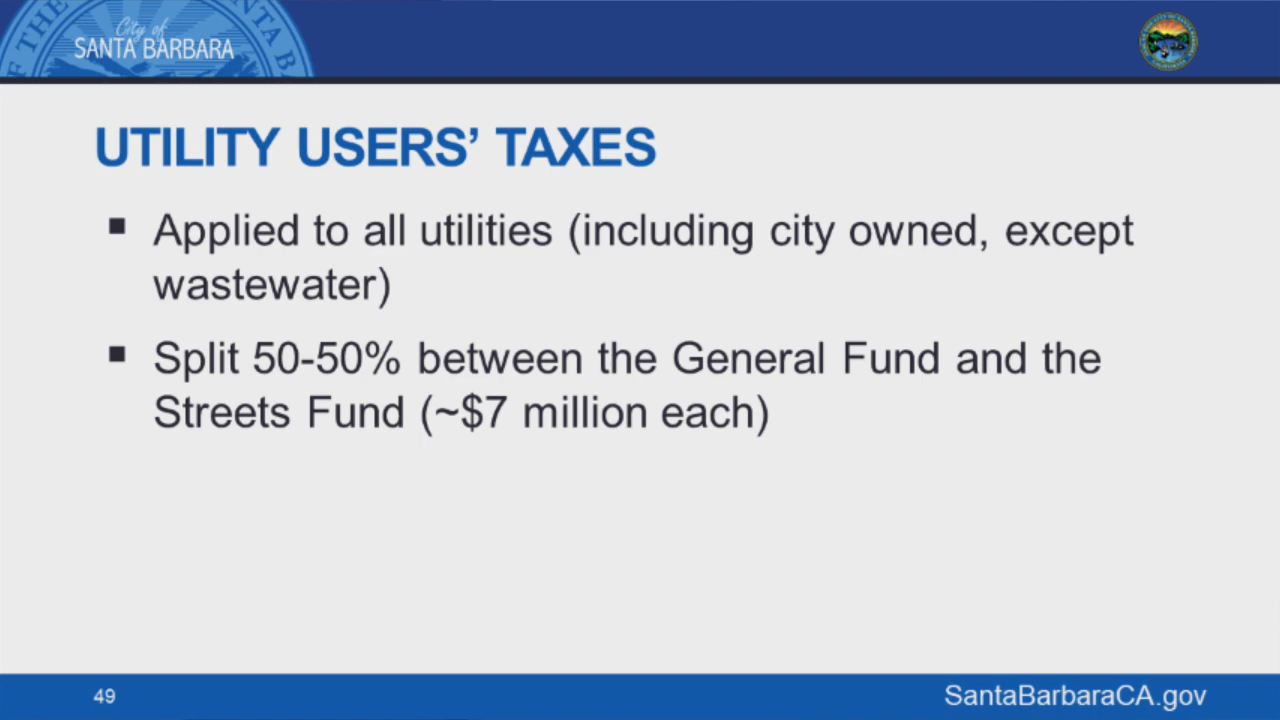 City of
SANTA BARBARA
UTILITY USERS’ TAXES
▪ Applied to all utilities (including city owned, except
wastewater)
▪ Split 50-50% between the General Fund and the
Streets Fund (~$7 million each)
49
SantaBarbaraCA.gov